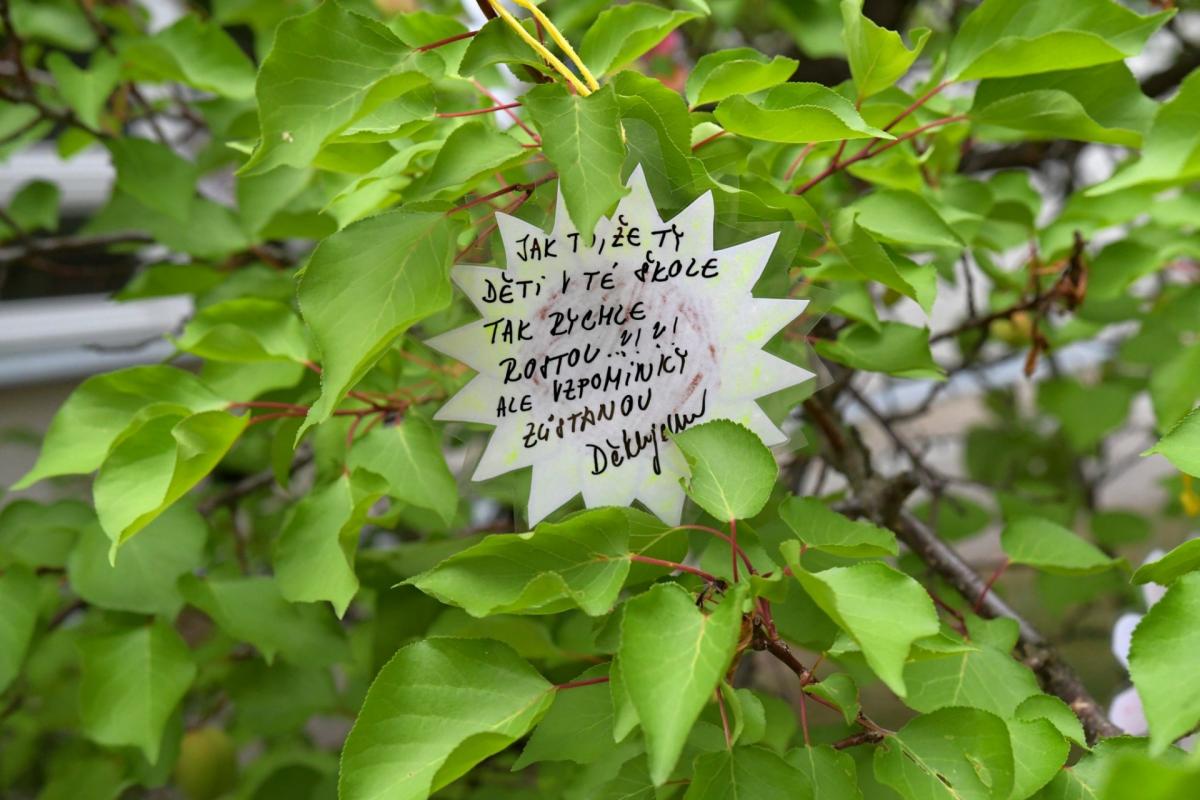 JAK TO, ŽE TY
DĚTI V TÉ ŠKOLE
TAK RYCHLE
ROSTOU..?!?!
ALE VZPOMÍNKY
ZŮSTANOU
Děkujeme